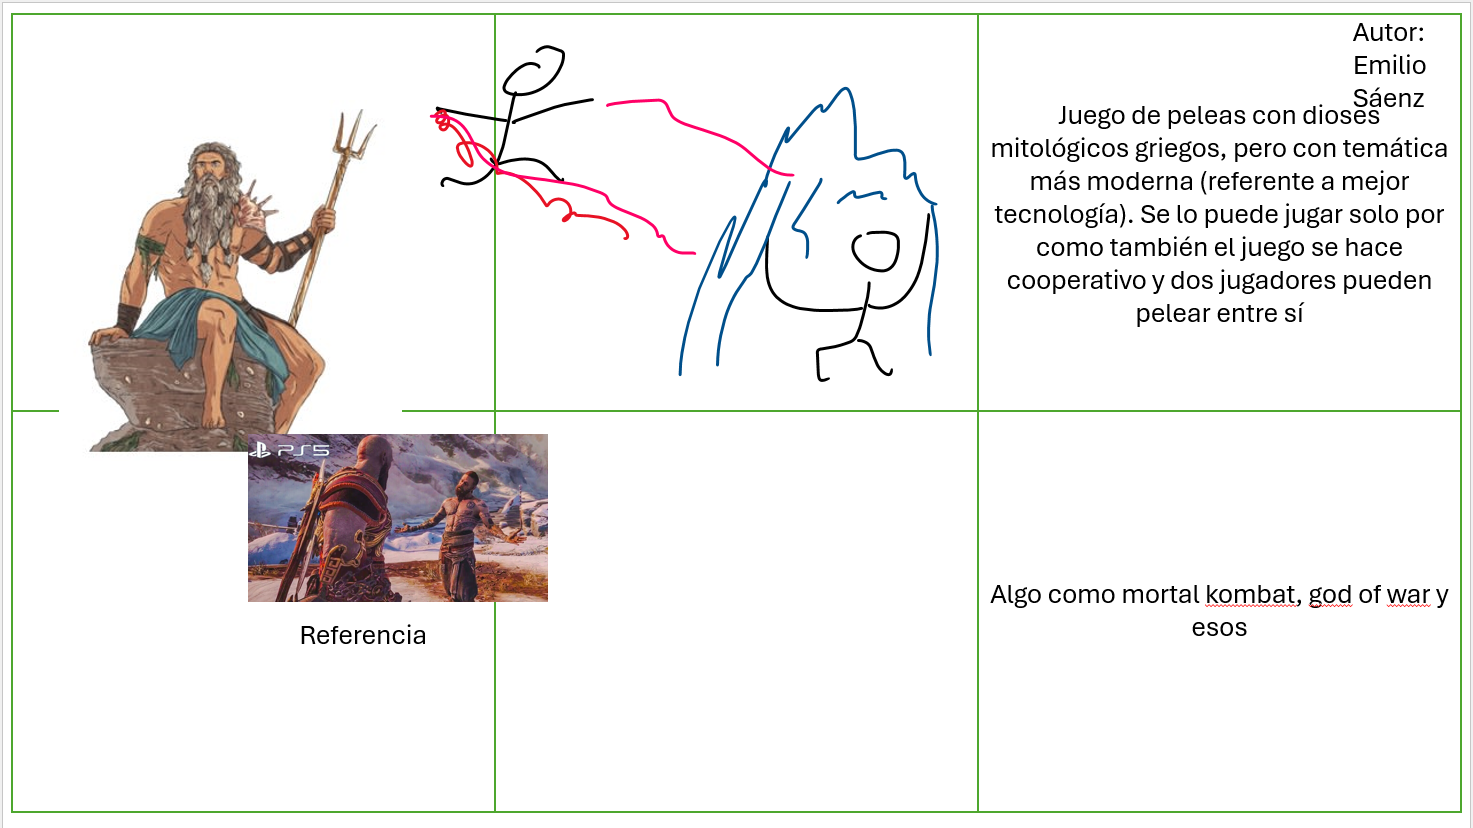 Autor:
Emilio
Sáenz
Juego de peleas con dioses
mitológicos griegos, pero con temática
más moderna (referente a mejor
tecnología). Se lo puede jugar solo por
como también el juego se hace
cooperativo y dos jugadores pueden
pelear entre sí
PS5
Referencia
Algo como mortal kombat, god of war y
esos